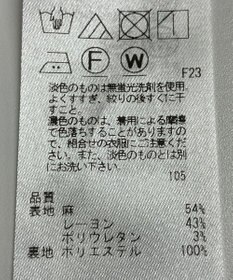 F W
F23
淡色のものは無蛍光洗剤を使用
よくすすぎ、絞りの後すぐに干
すこと。
濃色のものは、着用による摩擦
で色落ちすることがありますの
で、組合せの衣服にご注意くださ
い。また、淡色のものとは別に
お洗い下さい。
105
品質
表地 麻 54%
レーヨン 43%
ポリウレタン 3%
裏地 ポリエステル 100%